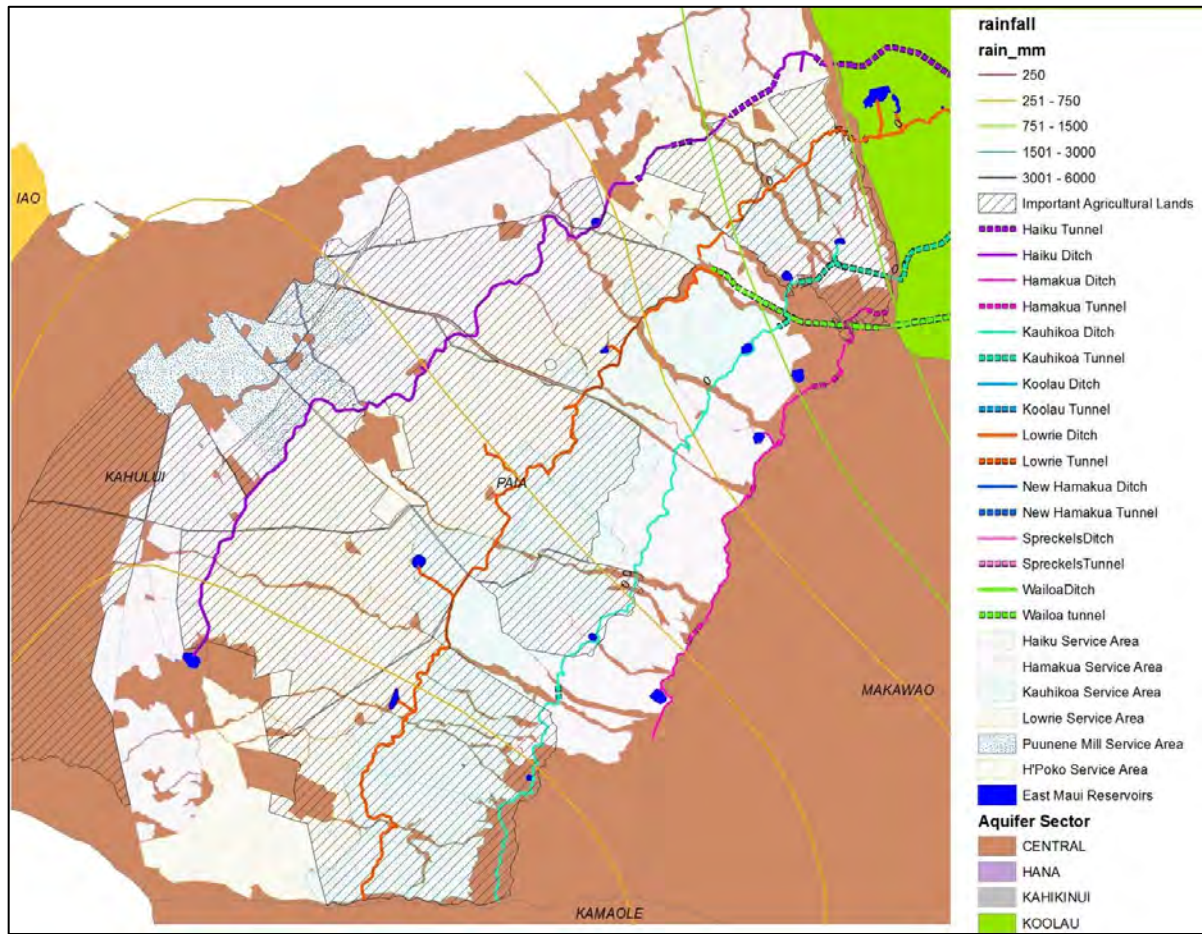 IAO
KAHULUI
PAIA
MAKAWAO
KAMAOLE
rainfall
rain_mm
250
251 - 750
751 - 1500
1501 - 3000
3001 - 6000
Important Agricultural Lands
Haiku Tunnel
Haiku Ditch
Hamakua Ditch
Hamakua Tunnel
Kauhikoa Ditch
Kauhikoa Tunnel
Koolau Ditch
Koolau Tunnel
Lowrie Ditch
Lowrie Tunnel
New Hamakua Ditch
New Hamakua Tunnel
SpreckelsDitch
SpreckelsTunnel
WailoaDitch
Wailoa tunnel
Haiku Service Area
Hamakua Service Area
Kauhikoa Service Area
Lowrie Service Area
Puunene Mill Service Area
H'Poko Service Area
East Maui Reservoirs
Aquifer Sector
CENTRAL
HANA
KAHIKINUI
KOOLAU